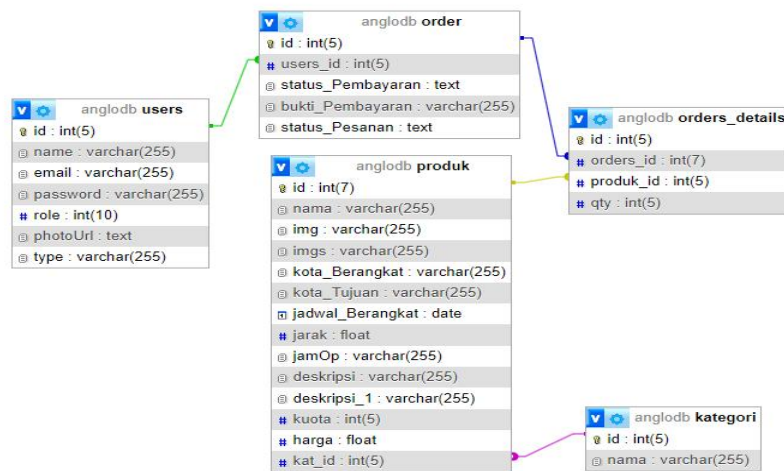 anglodb order
id : int(5)
users_id : int(5)
status_Pembayaran : text
bukti_Pembayaran : varchar(255)
status_Pesanan : text
anglodb users
id : int(5)
name : varchar(255)
email : varchar(255)
password : varchar(255)
role : int(10)
photoUrl : text
type : varchar(255)
anglodb orders_details
id : int(5)
orders_id : int(7)
produk_id : int(5)
qty : int(5)
anglodb produk
id : int(7)
nama : varchar(255)
img : varchar(255)
imgs : varchar(255)
kota_Berangkat : varchar(255)
kota_Tujuan : varchar(255)
jadwal_Berangkat : date
jarak : float
jamOp : varchar(255)
deskripsi : varchar(255)
deskripsi_1 : varchar(255)
kuota : int(5)
harga : float
kat_id : int(5)
anglodb kategori
id : int(5)
nama : varchar(255)